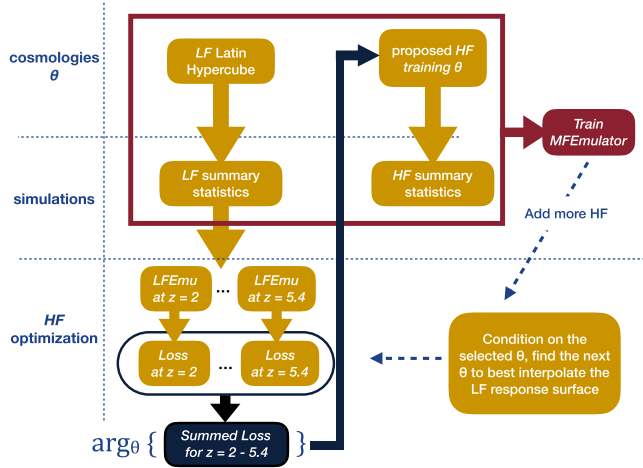 cosmologies
θ
LF Latin
Hypercube
proposed HF
training θ
Train
MFEmulator
simulations
LF summary
statistics
HF summary
statistics
Add more HF
HF
optimization
LFEmu
at z = 2
...
LFEmu
at z = 5.4
Loss
at z = 2
...
Loss
at z = 5.4
Condition on the
selected θ, find the next
θ to best interpolate the
LF response surface
argθ { Summed Loss
for z = 2 - 5.4 }